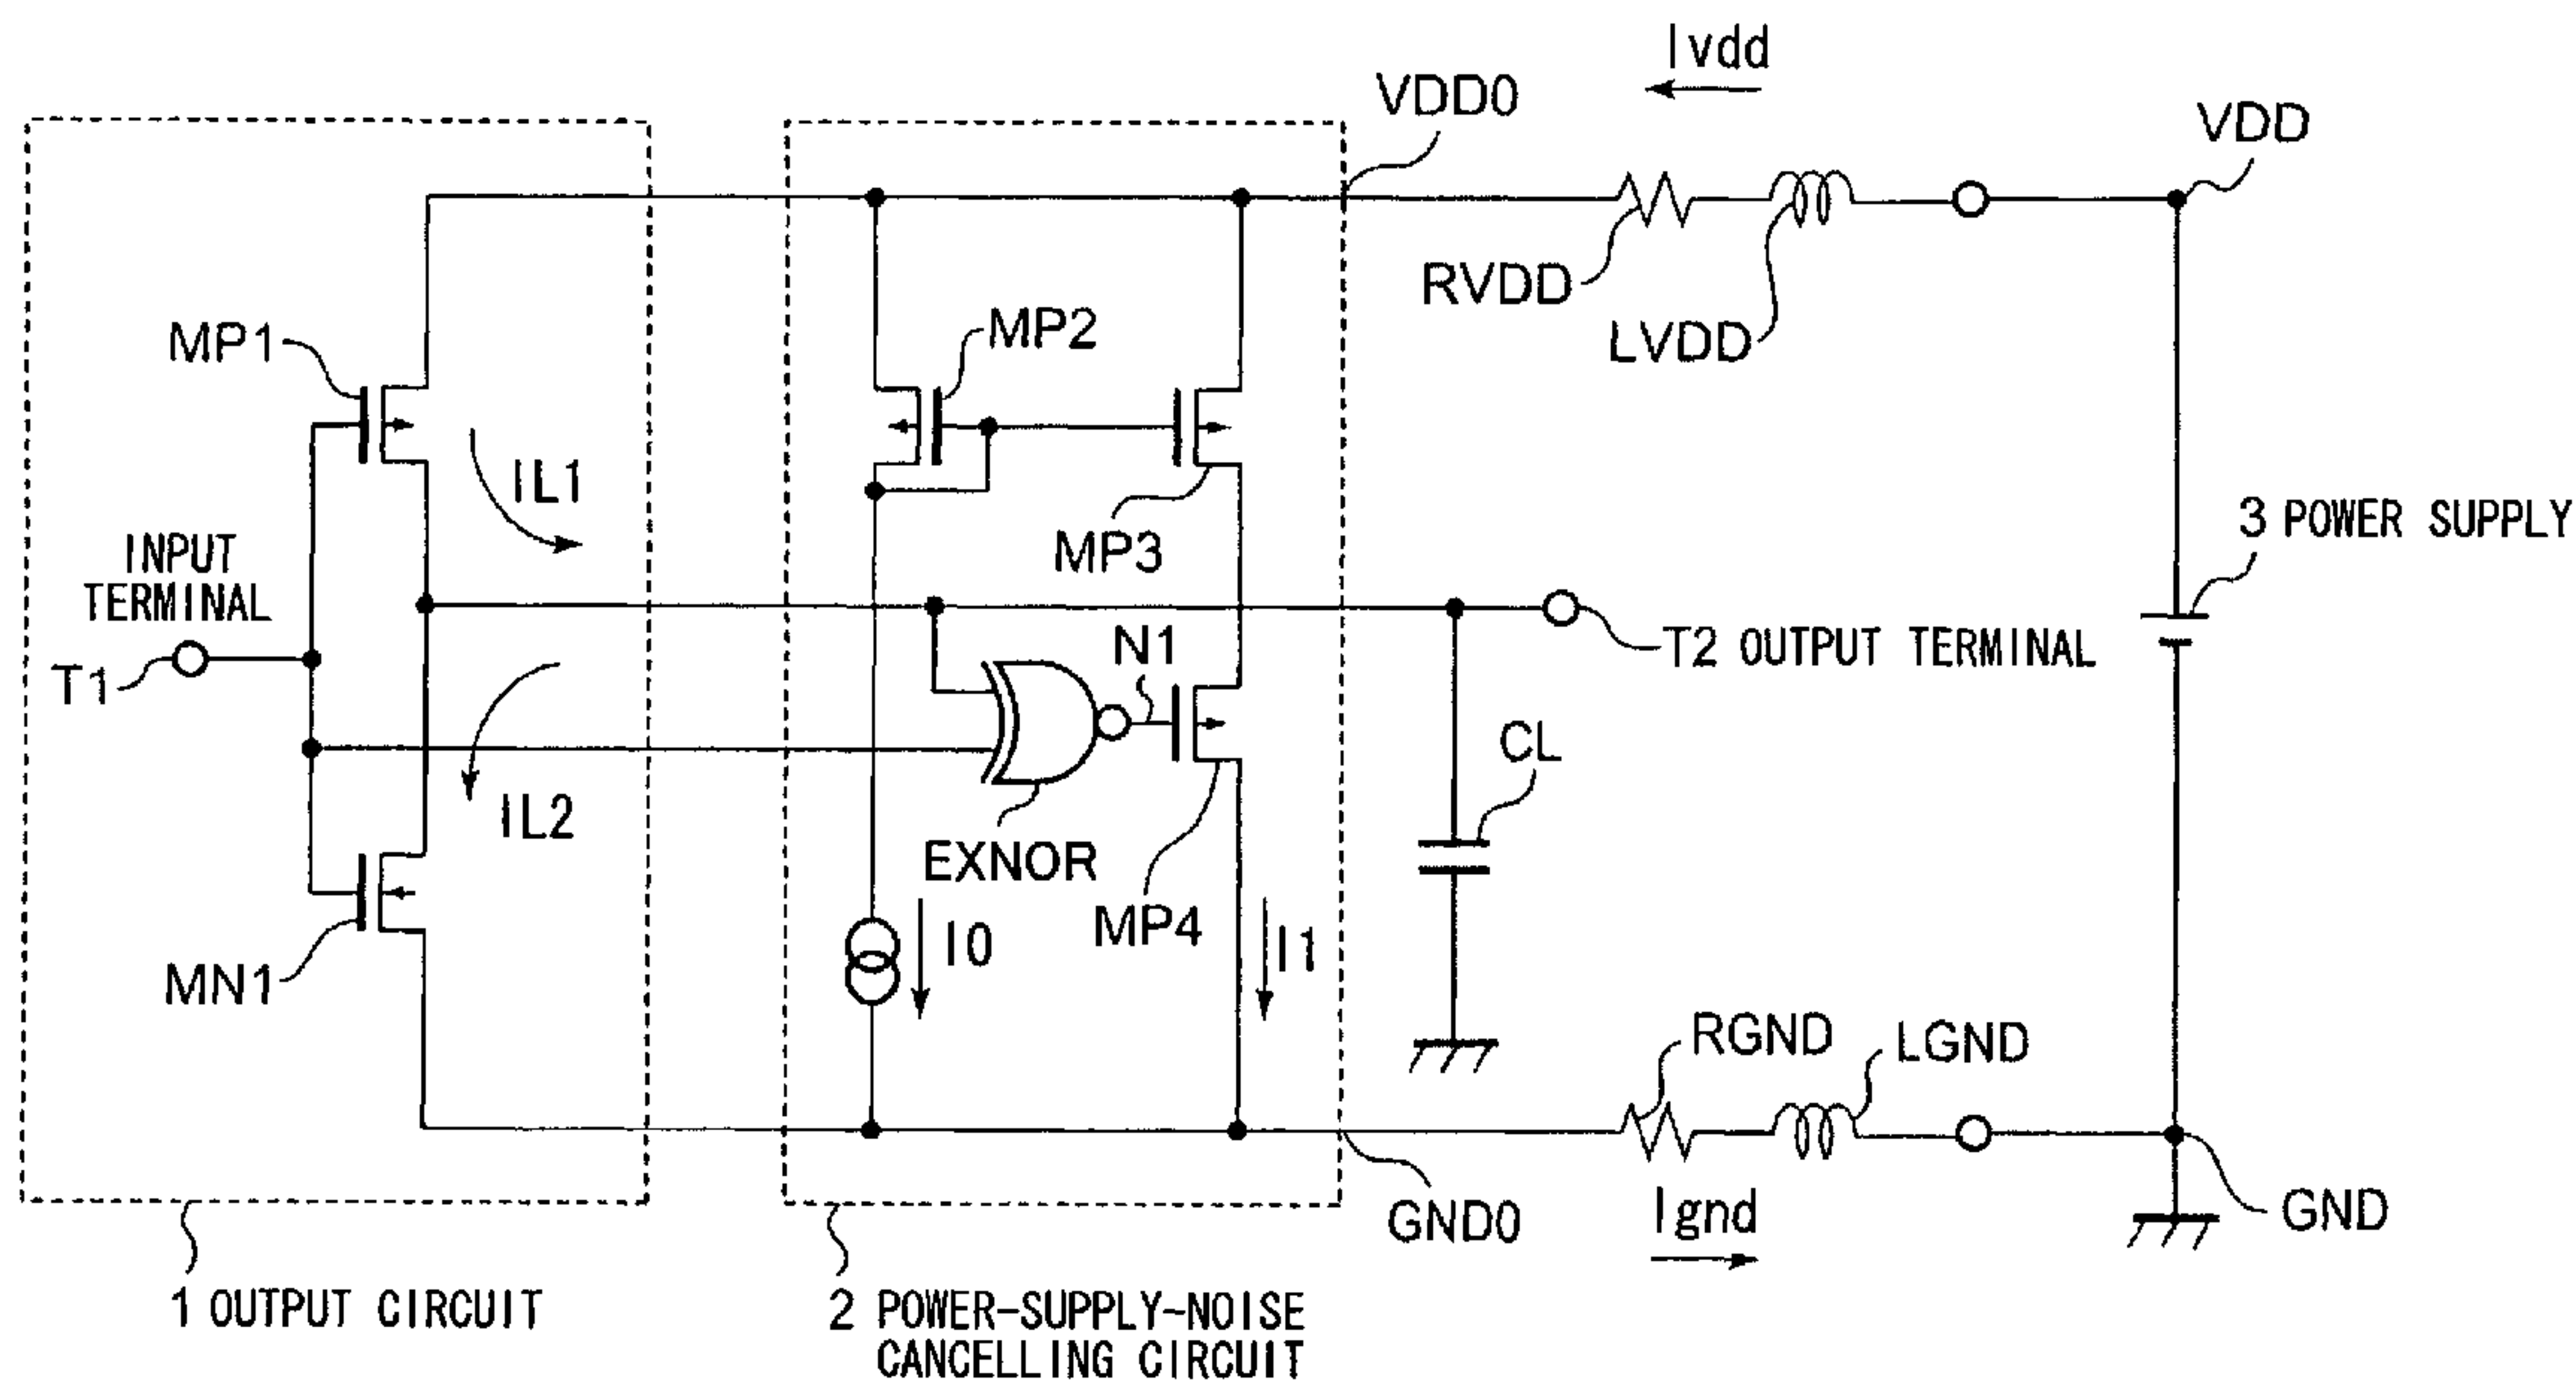 Ivdd
VDD0
VDD
RVDD
LVDD
MP1
MP2
IL1
MP3
3 POWER SUPPLY
INPUT
TERMINAL
T1
N1
T2 OUTPUT TERMINAL
IL2
CL
EXNOR
MP4
I0
I1
MN1
RGND
LGND
GND0
Ignd
GND
1 OUTPUT CIRCUIT
2 POWER-SUPPLY-NOISE
CANCELLING CIRCUIT